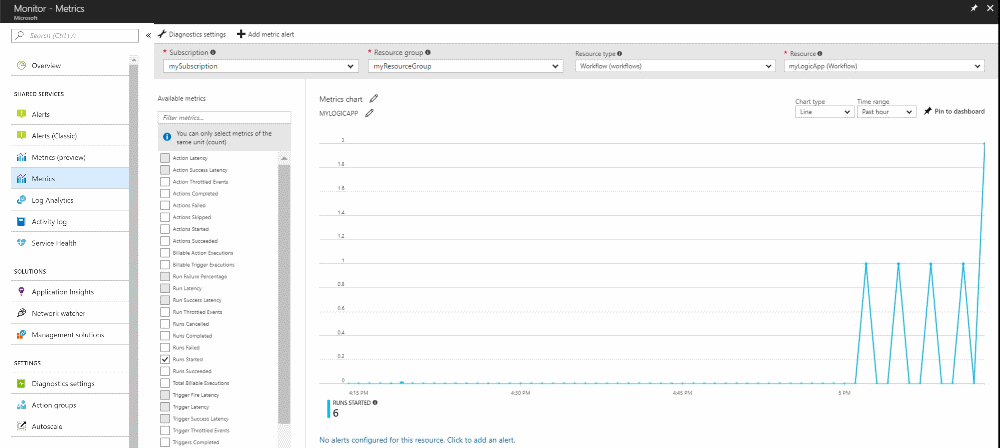 Monitor - Metrics
Microsoft
Search (Ctrl+/)
Overview
SHARED SERVICES
Alerts
Alerts (Classic)
Metrics (preview)
Metrics
Log Analytics
Activity log
Service Health
SOLUTIONS
Application Insights
Network watcher
Management solutions
SETTINGS
Diagnostics settings
Action groups
Autoscale
Diagnostics settings
Add metric alert
* Subscription
mySubscription
* Resource group
myResourceGroup
Resource type
Workflow (workflows)
* Resource
myLogicApp (Workflow)
Available metrics
Filter metrics...
You can only select metrics of the
same unit (count)
Action Latency
Action Success Latency
Action Throttled Events
Actions Completed
Actions Failed
Actions Skipped
Actions Started
Actions Succeeded
Billable Action Executions
Billable Trigger Executions
Run Failure Percentage
Run Latency
Run Success Latency
Run Throttled Events
Runs Cancelled
Runs Completed
Runs Failed
Runs Started
Runs Succeeded
Total Billable Executions
Trigger Fire Latency
Trigger Latency
Trigger Success Latency
Trigger Throttled Events
Triggers Completed
Metrics chart
MYLOGICAPP
Chart type
Line
Time range
Past hour
Pin to dashboard
2
1.8
1.6
1.4
1.2
1
0.8
0.6
0.4
0.2
0
4:15 PM
4:30 PM
4:45 PM
5 PM
RUNS STARTED
6
No alerts configured for this resource. Click to add an alert.